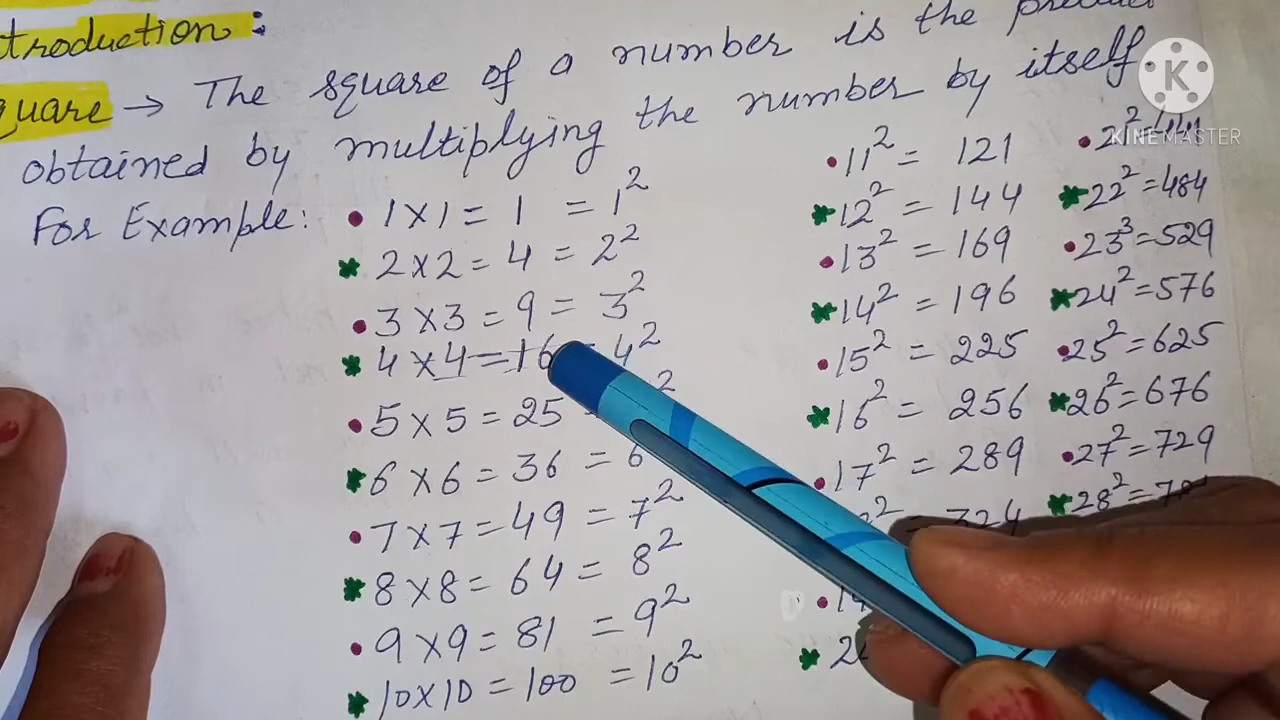 troduction:
quare → The square of a number is the product
obtained by multiplying the number by itself
For Example:
• 1×1 = 1 = 1²
* 2×2 = 4 = 2²
• 3×3 = 9 = 3²
* 4×4 = 16 = 4²
• 5×5 = 25 = ²
* 6×6 = 36 = 6
• 7×7 = 49 = 7²
* 8×8 = 64 = 8²
• 9×9 = 81 = 9²
* 10×10 = 100 = 10²
• 11² = 121
* 12² = 144
• 13² = 169
* 14² = 196
• 15² = 225
* 16² = 256
• 17² = 289
² = 324
•
*
•
* 22² = 484
• 23³ = 529
* 24² = 576
• 25² = 625
* 26² = 676
• 27² = 729
* 28² =
K
KINEMASTER